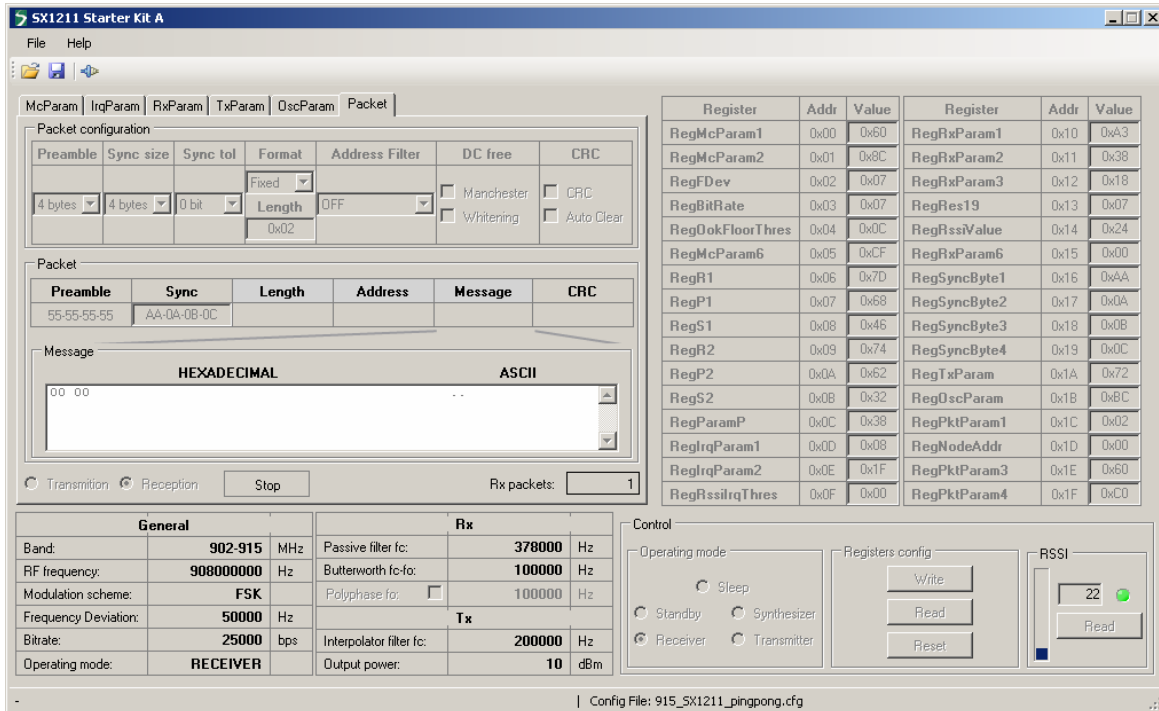 SX1211 Starter Kit A
File Help
McParam IrqParam RxParam TxParam OscParam Packet
Packet configuration
Preamble Sync size Sync tol Format Address Filter DC free CRC
4 bytes 4 bytes 0 bit Fixed OFF Manchester CRC
Length Whitening Auto Clear
0x02
Packet
Preamble Sync Length Address Message CRC
55-55-55-55 AA-0A-0B-0C
Message
HEXADECIMAL ASCII
00 00 ..
Transmition Reception Stop Rx packets: 1
Register Addr Value Register Addr Value
RegMcParam1 0x00 0x60 RegRxParam1 0x10 0xA3
RegMcParam2 0x01 0x8C RegRxParam2 0x11 0x38
RegFDev 0x02 0x07 RegRxParam3 0x12 0x18
RegBitRate 0x03 0x07 RegRes19 0x13 0x07
RegOokFloorThres 0x04 0x0C RegRssiValue 0x14 0x24
RegMcParam6 0x05 0xCF RegRxParam6 0x15 0x00
RegR1 0x06 0x7D RegSyncByte1 0x16 0xAA
RegP1 0x07 0x68 RegSyncByte2 0x17 0x0A
RegS1 0x08 0x46 RegSyncByte3 0x18 0x0B
RegR2 0x09 0x74 RegSyncByte4 0x19 0x0C
RegP2 0x0A 0x62 RegTxParam 0x1A 0x72
RegS2 0x0B 0x32 RegOscParam 0x1B 0xBC
RegParamP 0x0C 0x38 RegPktParam1 0x1C 0x02
RegIrqParam1 0x0D 0x08 RegNodeAddr 0x1D 0x00
RegIrqParam2 0x0E 0x1F RegPktParam3 0x1E 0x60
RegRssiIrqThres 0x0F 0x00 RegPktParam4 0x1F 0xC0
General Rx
Band: 902-915 MHz Passive filter fc: 378000 Hz
RF frequency: 908000000 Hz Butterworth fc-fo: 100000 Hz
Modulation scheme: FSK Polyphase fo: 100000 Hz
Frequency Deviation: 50000 Hz Tx
Bitrate: 25000 bps Interpolator filter fc: 200000 Hz
Operating mode: RECEIVER Output power: 10 dBm
Control
Operating mode
Sleep
Standby Synthesizer
Receiver Transmitter
Registers config
Write
Read
Reset
RSSI
22
Read
- | Config File: 915_SX1211_pingpong.cfg